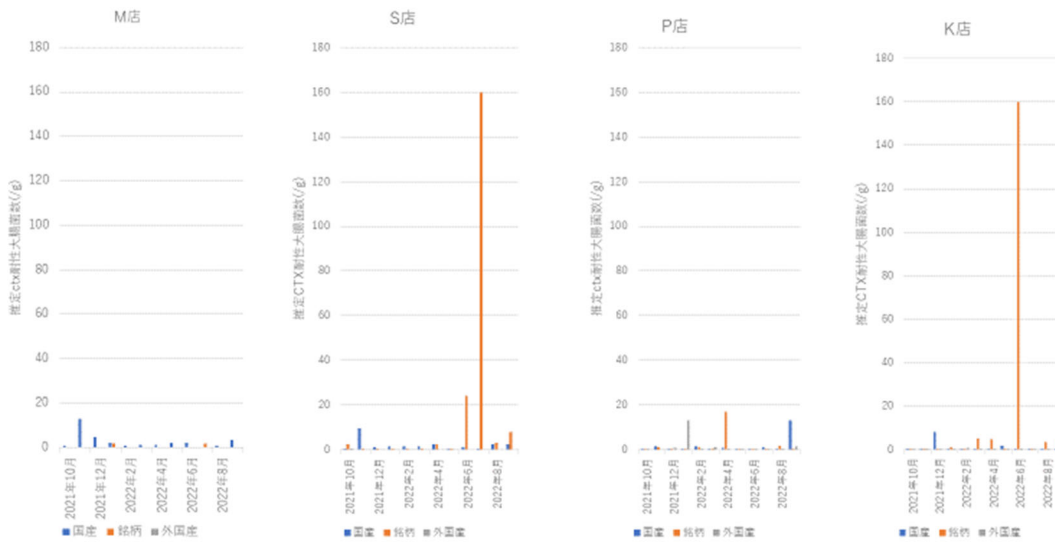 M店
180
160
140
120
100
80
60
40
20
0
推定ctx耐性大腸菌数(/g)
2021年10月
2021年12月
2022年2月
2022年4月
2022年6月
2022年8月
国産 銘柄 外国産
S店
180
160
140
120
100
80
60
40
20
0
推定CTX耐性大腸菌数(/g)
2021年10月
2021年12月
2022年2月
2022年4月
2022年6月
2022年8月
国産 銘柄 外国産
P店
180
160
140
120
100
80
60
40
20
0
推定ctx耐性大腸菌数(/g)
2021年10月
2021年12月
2022年2月
2022年4月
2022年6月
2022年8月
国産 銘柄 外国産
K店
180
160
140
120
100
80
60
40
20
0
推定CTX耐性大腸菌数(/g)
2021年10月
2021年12月
2022年2月
2022年4月
2022年6月
2022年8月
国産 銘柄 外国産